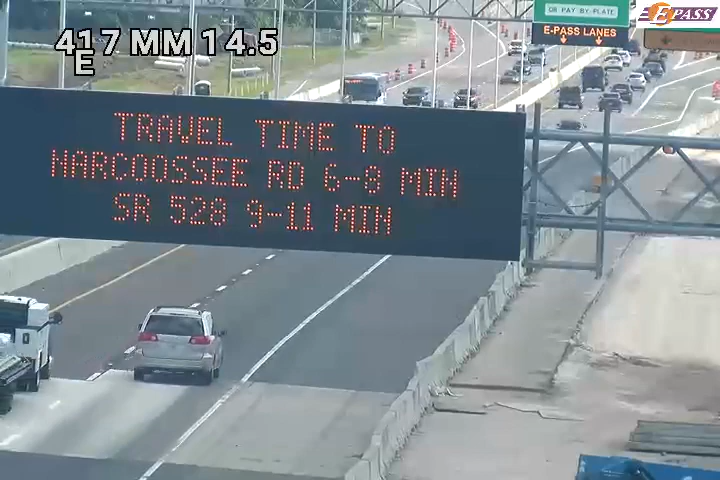 417 MM 14.5
E
OR PAY-BY-PLATE
E-PASS LANES
E-PASS
TRAVEL TIME TO
NARCOOSSEE RD 6-8 MIN
SR 528 9-11 MIN